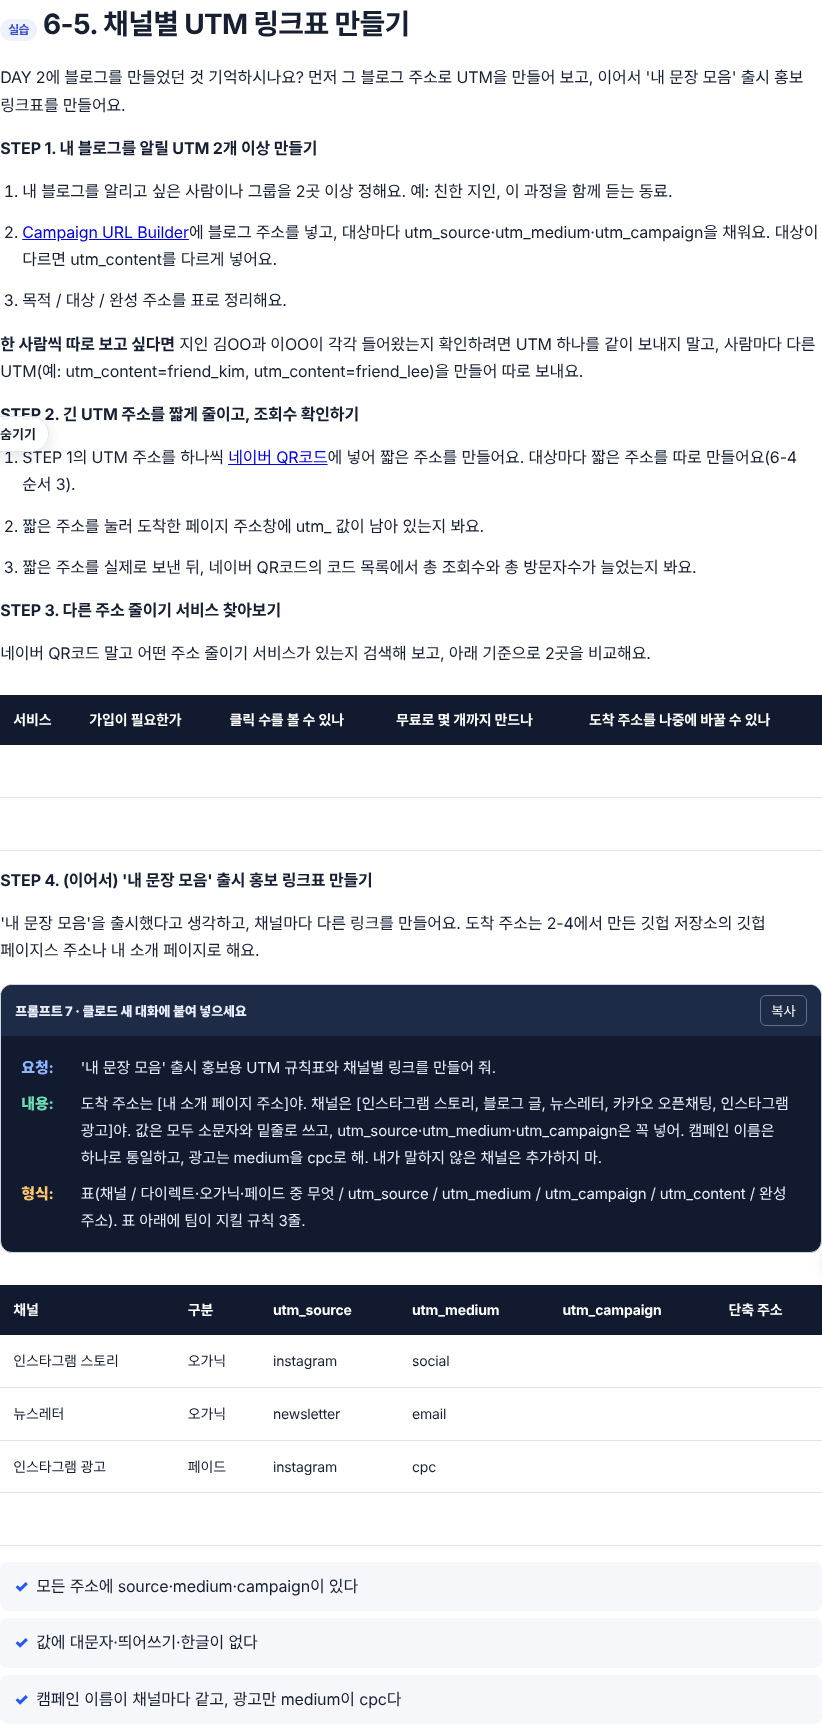 실습 6-5. 채널별 UTM 링크표 만들기
DAY 2에 블로그를 만들었던 것 기억하시나요? 먼저 그 블로그 주소로 UTM을 만들어 보고, 이어서 '내 문장 모음' 출시 홍보
링크표를 만들어요.
STEP 1. 내 블로그를 알릴 UTM 2개 이상 만들기
1. 내 블로그를 알리고 싶은 사람이나 그룹을 2곳 이상 정해요. 예: 친한 지인, 이 과정을 함께 듣는 동료.
2. Campaign URL Builder에 블로그 주소를 넣고, 대상마다 utm_source·utm_medium·utm_campaign을 채워요. 대상이
다르면 utm_content를 다르게 넣어요.
3. 목적 / 대상 / 완성 주소를 표로 정리해요.
한 사람씩 따로 보고 싶다면 지인 김OO과 이OO이 각각 들어왔는지 확인하려면 UTM 하나를 같이 보내지 말고, 사람마다 다른
UTM(예: utm_content=friend_kim, utm_content=friend_lee)을 만들어 따로 보내요.
STEP 2. 긴 UTM 주소를 짧게 줄이고, 조회수 확인하기
숨기기
1. STEP 1의 UTM 주소를 하나씩 네이버 QR코드에 넣어 짧은 주소를 만들어요. 대상마다 짧은 주소를 따로 만들어요(6-4
순서 3).
2. 짧은 주소를 눌러 도착한 페이지 주소창에 utm_ 값이 남아 있는지 봐요.
3. 짧은 주소를 실제로 보낸 뒤, 네이버 QR코드의 코드 목록에서 총 조회수와 총 방문자수가 늘었는지 봐요.
STEP 3. 다른 주소 줄이기 서비스 찾아보기
네이버 QR코드 말고 어떤 주소 줄이기 서비스가 있는지 검색해 보고, 아래 기준으로 2곳을 비교해요.
서비스 가입이 필요한가 클릭 수를 볼 수 있나 무료로 몇 개까지 만드나 도착 주소를 나중에 바꿀 수 있나
STEP 4. (이어서) '내 문장 모음' 출시 홍보 링크표 만들기
'내 문장 모음'을 출시했다고 생각하고, 채널마다 다른 링크를 만들어요. 도착 주소는 2-4에서 만든 깃헙 저장소의 깃헙
페이지스 주소나 내 소개 페이지로 해요.
프롬프트 7 · 클로드 새 대화에 붙여 넣으세요 복사
요청: '내 문장 모음' 출시 홍보용 UTM 규칙표와 채널별 링크를 만들어 줘.
내용: 도착 주소는 [내 소개 페이지 주소]야. 채널은 [인스타그램 스토리, 블로그 글, 뉴스레터, 카카오 오픈채팅, 인스타그램
광고]야. 값은 모두 소문자와 밑줄로 쓰고, utm_source·utm_medium·utm_campaign은 꼭 넣어. 캠페인 이름은
하나로 통일하고, 광고는 medium을 cpc로 해. 내가 말하지 않은 채널은 추가하지 마.
형식: 표(채널 / 다이렉트·오가닉·페이드 중 무엇 / utm_source / utm_medium / utm_campaign / utm_content / 완성
주소). 표 아래에 팀이 지킬 규칙 3줄.
채널 구분 utm_source utm_medium utm_campaign 단축 주소
인스타그램 스토리 오가닉 instagram social
뉴스레터 오가닉 newsletter email
인스타그램 광고 페이드 instagram cpc
✔ 모든 주소에 source·medium·campaign이 있다
✔ 값에 대문자·띄어쓰기·한글이 없다
✔ 캠페인 이름이 채널마다 같고, 광고만 medium이 cpc다